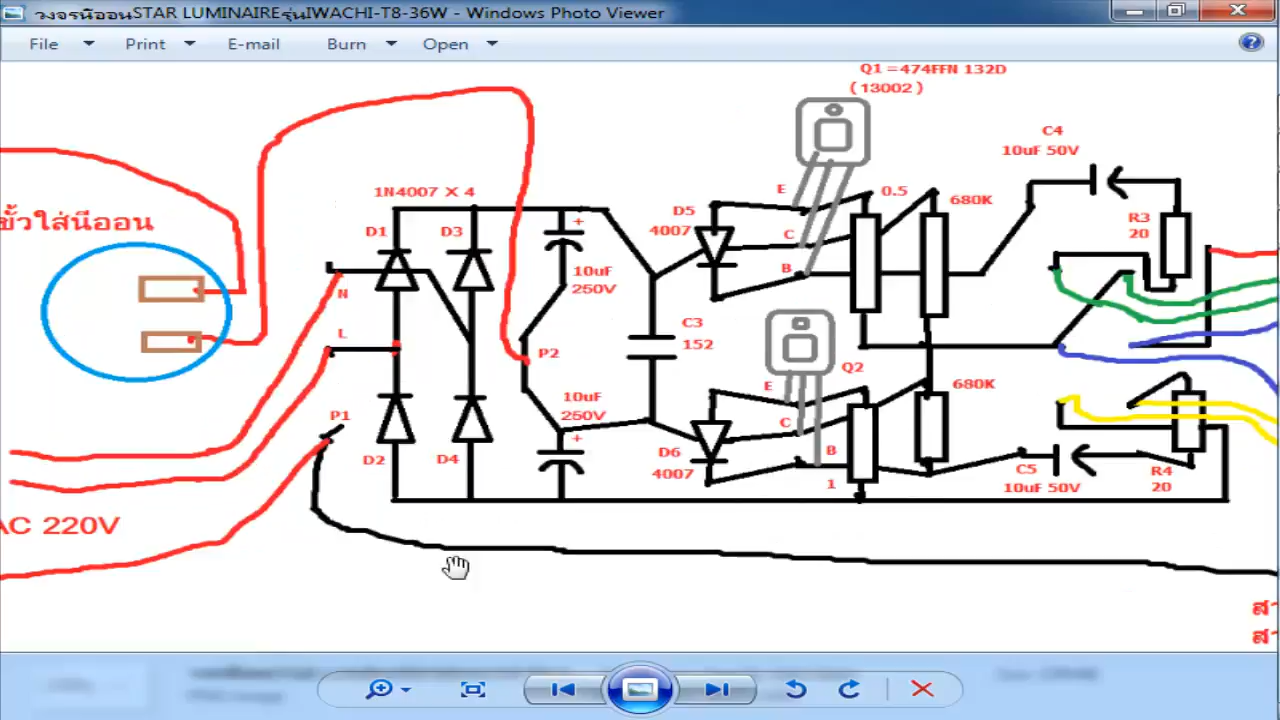 วงจรนีออนSTAR LUMINAIREรุ่นIWACHI-T8-36W - Windows Photo Viewer
File Print E-mail Burn Open
Q1 =474FFN 132D
(13002)
C4
10uF 50V
1N4007 X 4
E
0.5
680K
ขั้วใส่นีออน
D1
D3
+
D5
4007
C
R3
20
B
10uF
250V
N
L
C3
152
P2
Q2
E
680K
10uF
250V
P1
C
+
D2
D4
D6
4007
B
1
C5
10uF 50V
R4
20
AC 220V